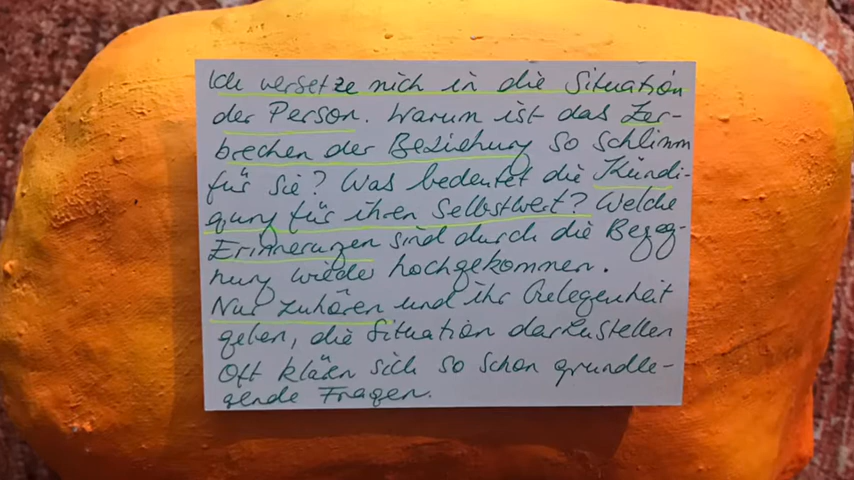 Ich versetze mich in die Situation
der Person. Warum ist das Zer-
brechen der Beziehung so schlimm
für sie? Was bedeutet die Kündi-
gung für ihren Selbstwert? Welche
Erinnerungen sind durch die Begeg-
nung wieder hochgekommen.
Nur zuhören und ihr Gelegenheit
geben, die Situation darzustellen
Oft klären sich so schon grundle-
gende Fragen.